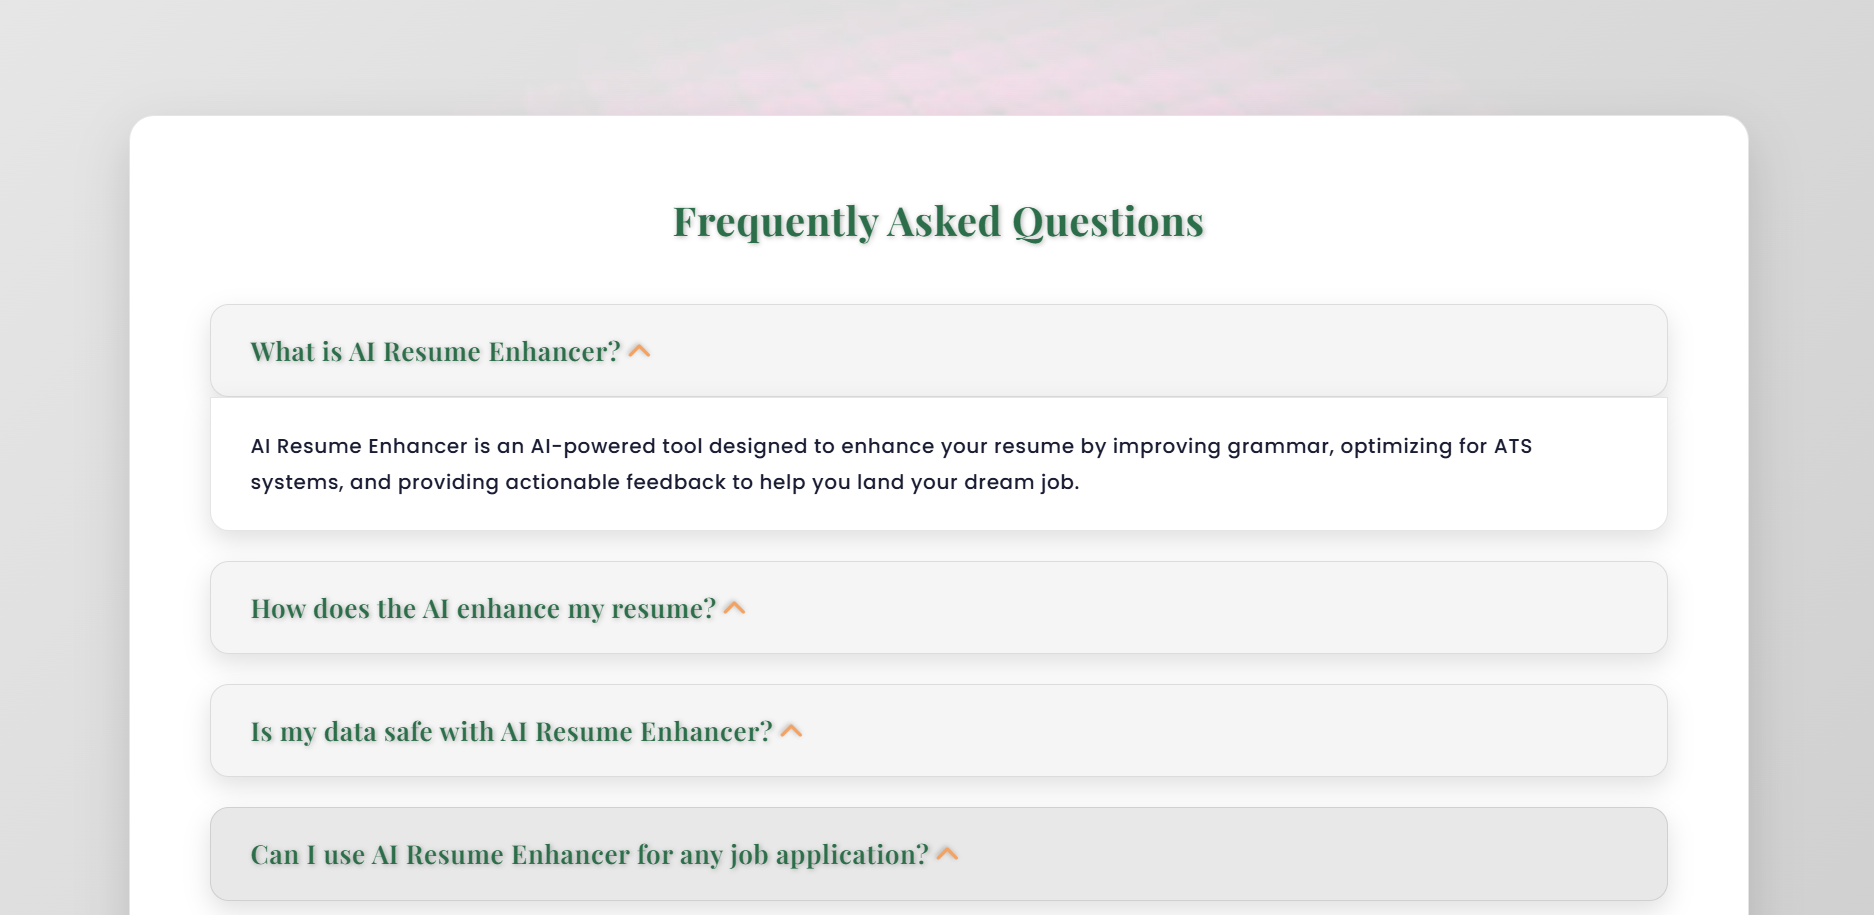 Frequently Asked Questions
What is AI Resume Enhancer?
AI Resume Enhancer is an AI-powered tool designed to enhance your resume by improving grammar, optimizing for ATS
systems, and providing actionable feedback to help you land your dream job.
How does the AI enhance my resume?
Is my data safe with AI Resume Enhancer?
Can I use AI Resume Enhancer for any job application?